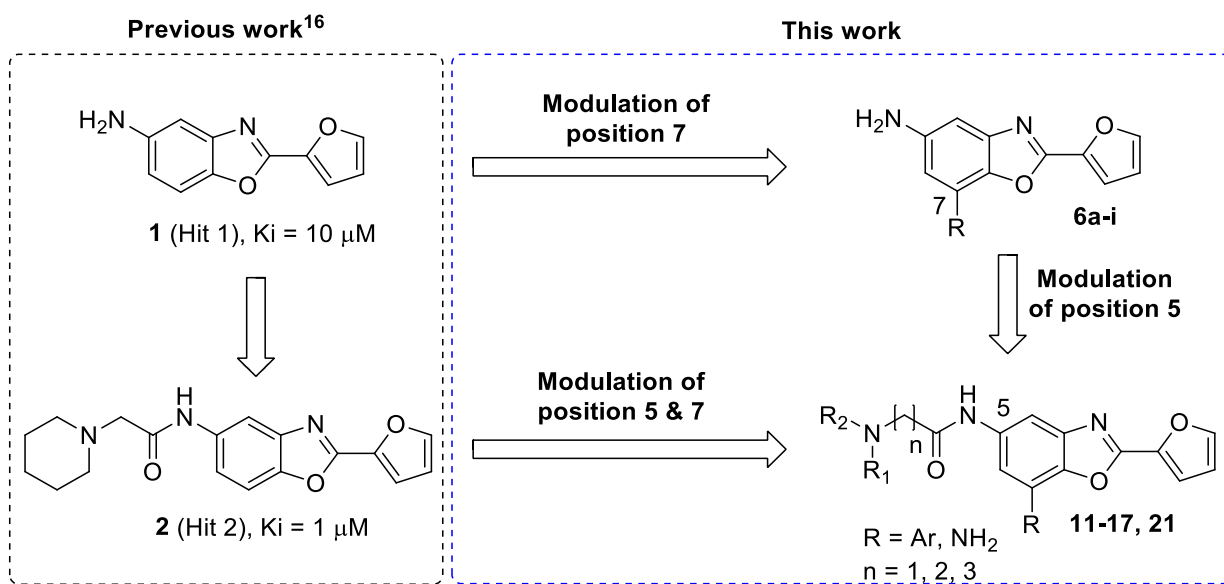 Previous work¹⁶
This work
H₂N
N
O
O
1 (Hit 1), Ki = 10 μM
Modulation of
position 7
H₂N
N
O
O
7
R
6a-i
Modulation
of position 5
N
O
H
N
N
O
O
2 (Hit 2), Ki = 1 μM
Modulation of
position 5 & 7
R₂
N
R₁
( )
n
O
H
N
5
N
O
O
R
11-17, 21
R = Ar, NH₂
n = 1, 2, 3